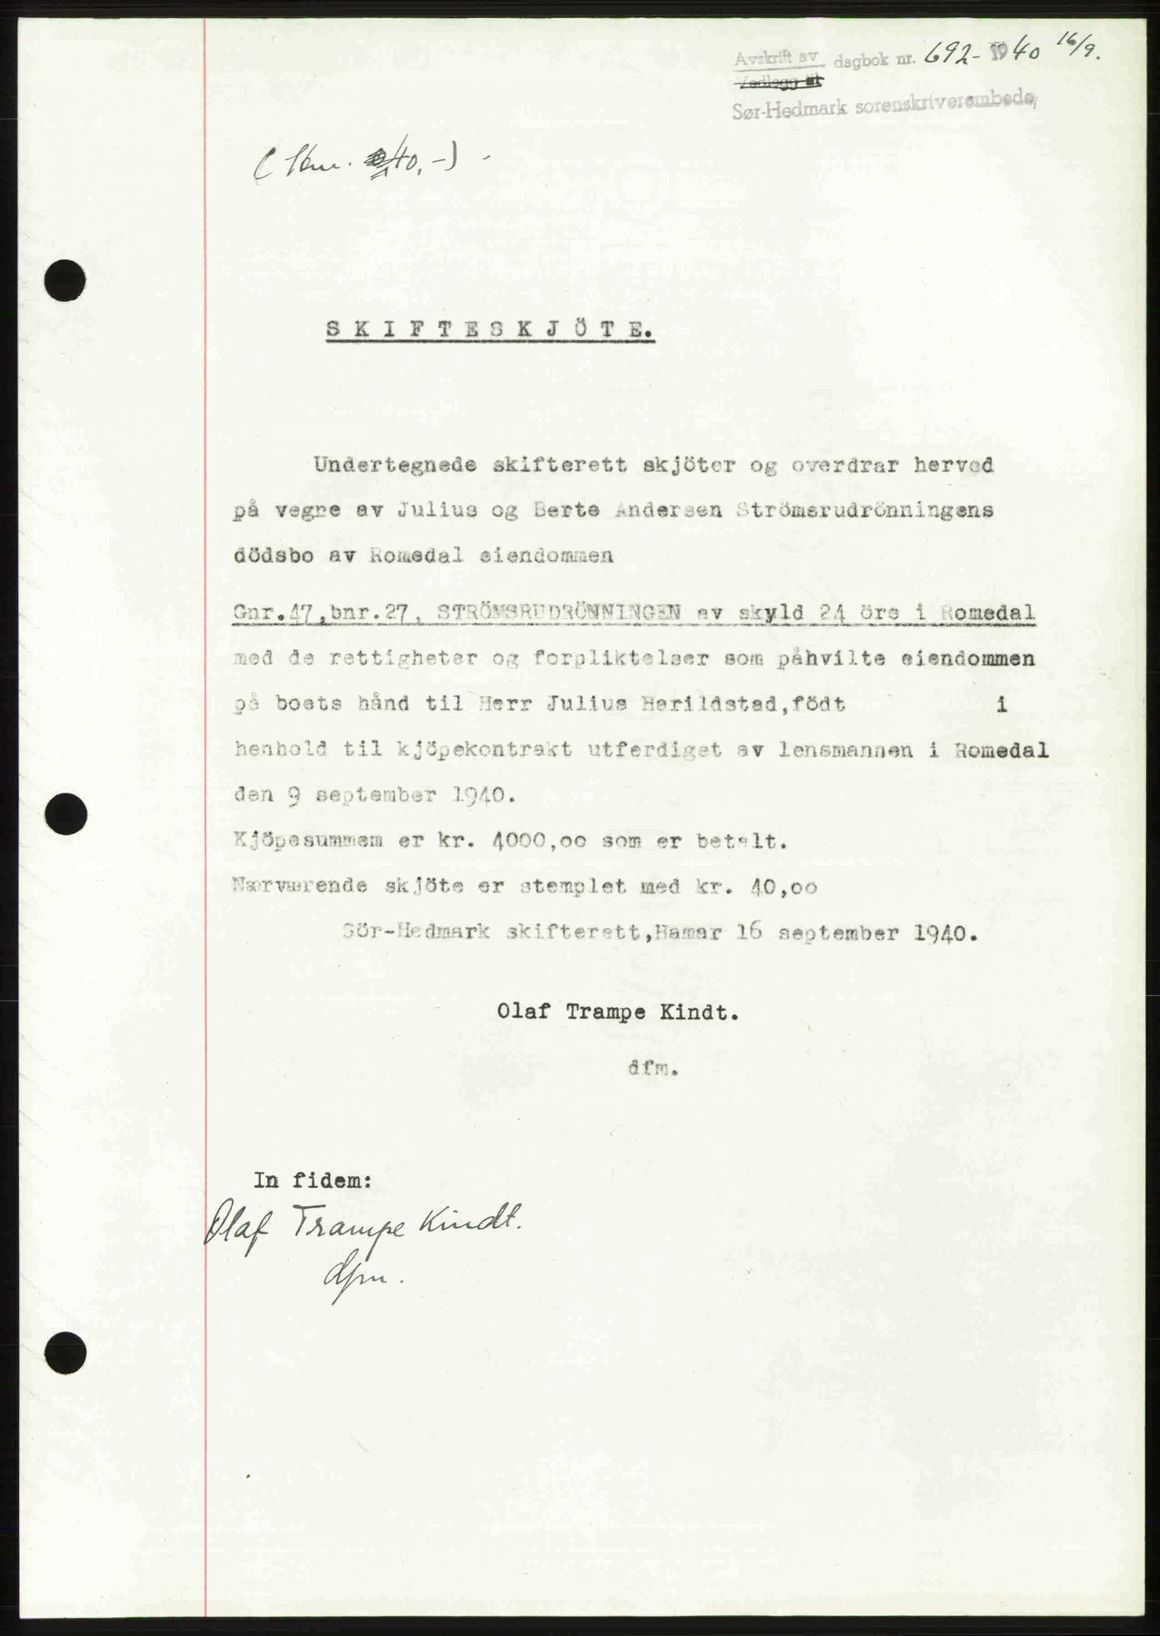 Avskrift av dagbok nr. 692 - 1940 16/9.
Vedlegg til
Sør-Hedmark sorenskriverembede,
( Stm. 40,-) -
SKIFTESKJÖTE.
Undertegnede skifterett skjöter og overdrar herved
på vegne av Julius og Berte Andersen Strömsrudrönningens
dödsbo av Romedal eiendommen
Gnr.47,bnr.27, STRÖMSRUDRÖNNINGEN av skyld 24 öre i Romedal
med de rettigheter og forpliktelser som påhvilte eiendommen
på boets hånd til Herr Julius Harildstad,födt i
henhold til kjöpekontrakt utferdiget av lensmannen i Romedal
den 9 september 1940.
Kjöpesummem er kr. 4000,oo som er betalt.
Nærværende skjöte er stemplet med kr. 40,oo
Sör-Hedmark skifterett,Hamar 16 september 1940.
Olaf Trampe Kindt.
dfm.
In fidem:
Olaf Trampe Kindt.
dfm.